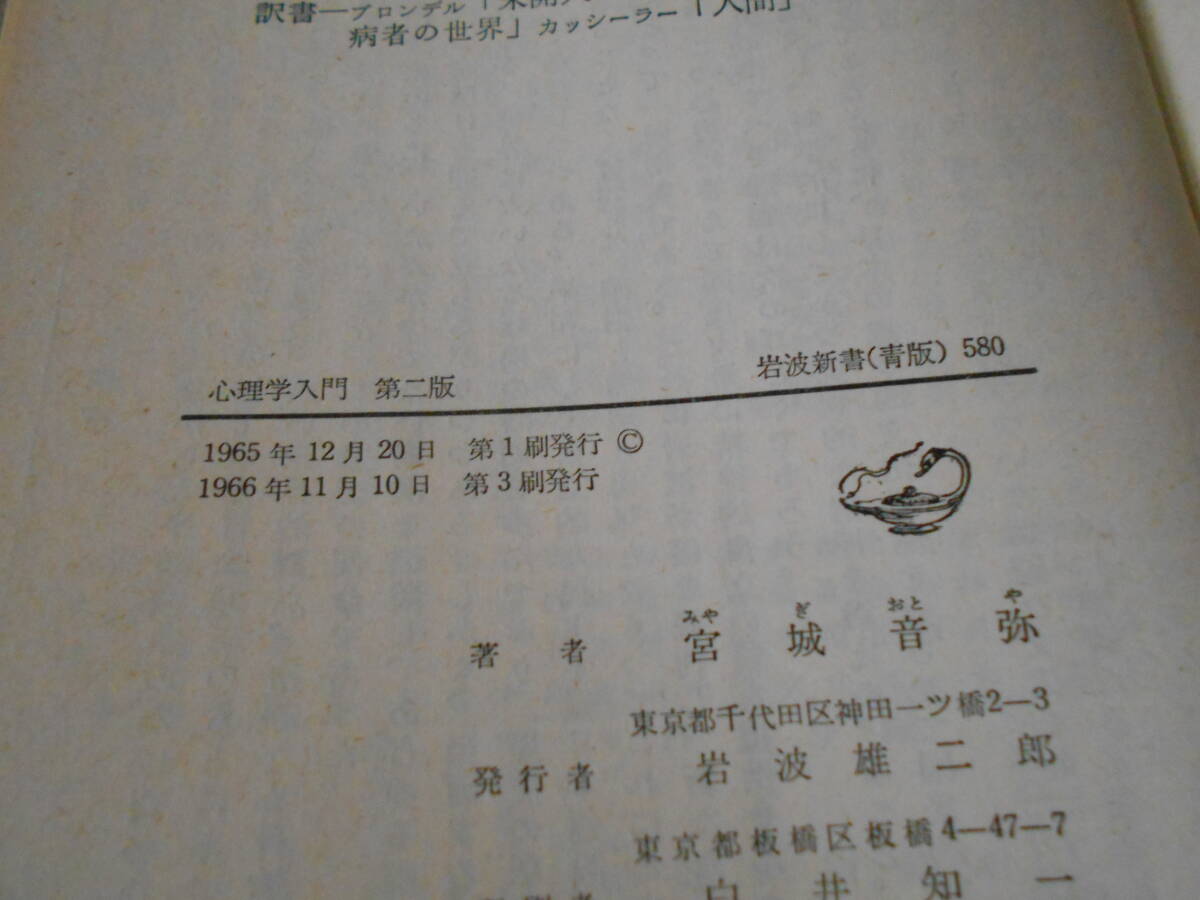 訳書―ブロンデル「未開人
病者の世界」カッシーラー「人間」
心理学入門 第二版
岩波新書(青版) 580
1965年12月20日 第1刷発行 ©
1966年11月10日 第3刷発行
みや ぎ おと や
著者 宮城音弥
東京都千代田区神田一ツ橋2―3
発行者 岩波雄二郎
東京都板橋区板橋4―47―7
白井知一